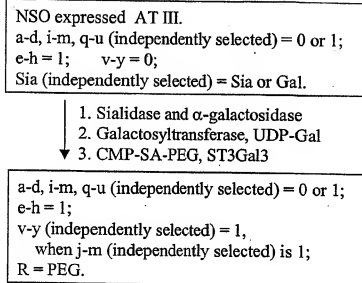 NSO expressed AT III.
a-d, i-m, q-u (independently selected) = 0 or 1;
e-h = 1; v-y = 0;
Sia (independently selected) = Sia or Gal.
1. Sialidase and α-galactosidase
2. Galactosyltransferase, UDP-Gal
3. CMP-SA-PEG, ST3Gal3
a-d, i-m, q-u (independently selected) = 0 or 1;
e-h = 1;
v-y (independently selected) = 1,
when j-m (independently selected) is 1;
R = PEG.